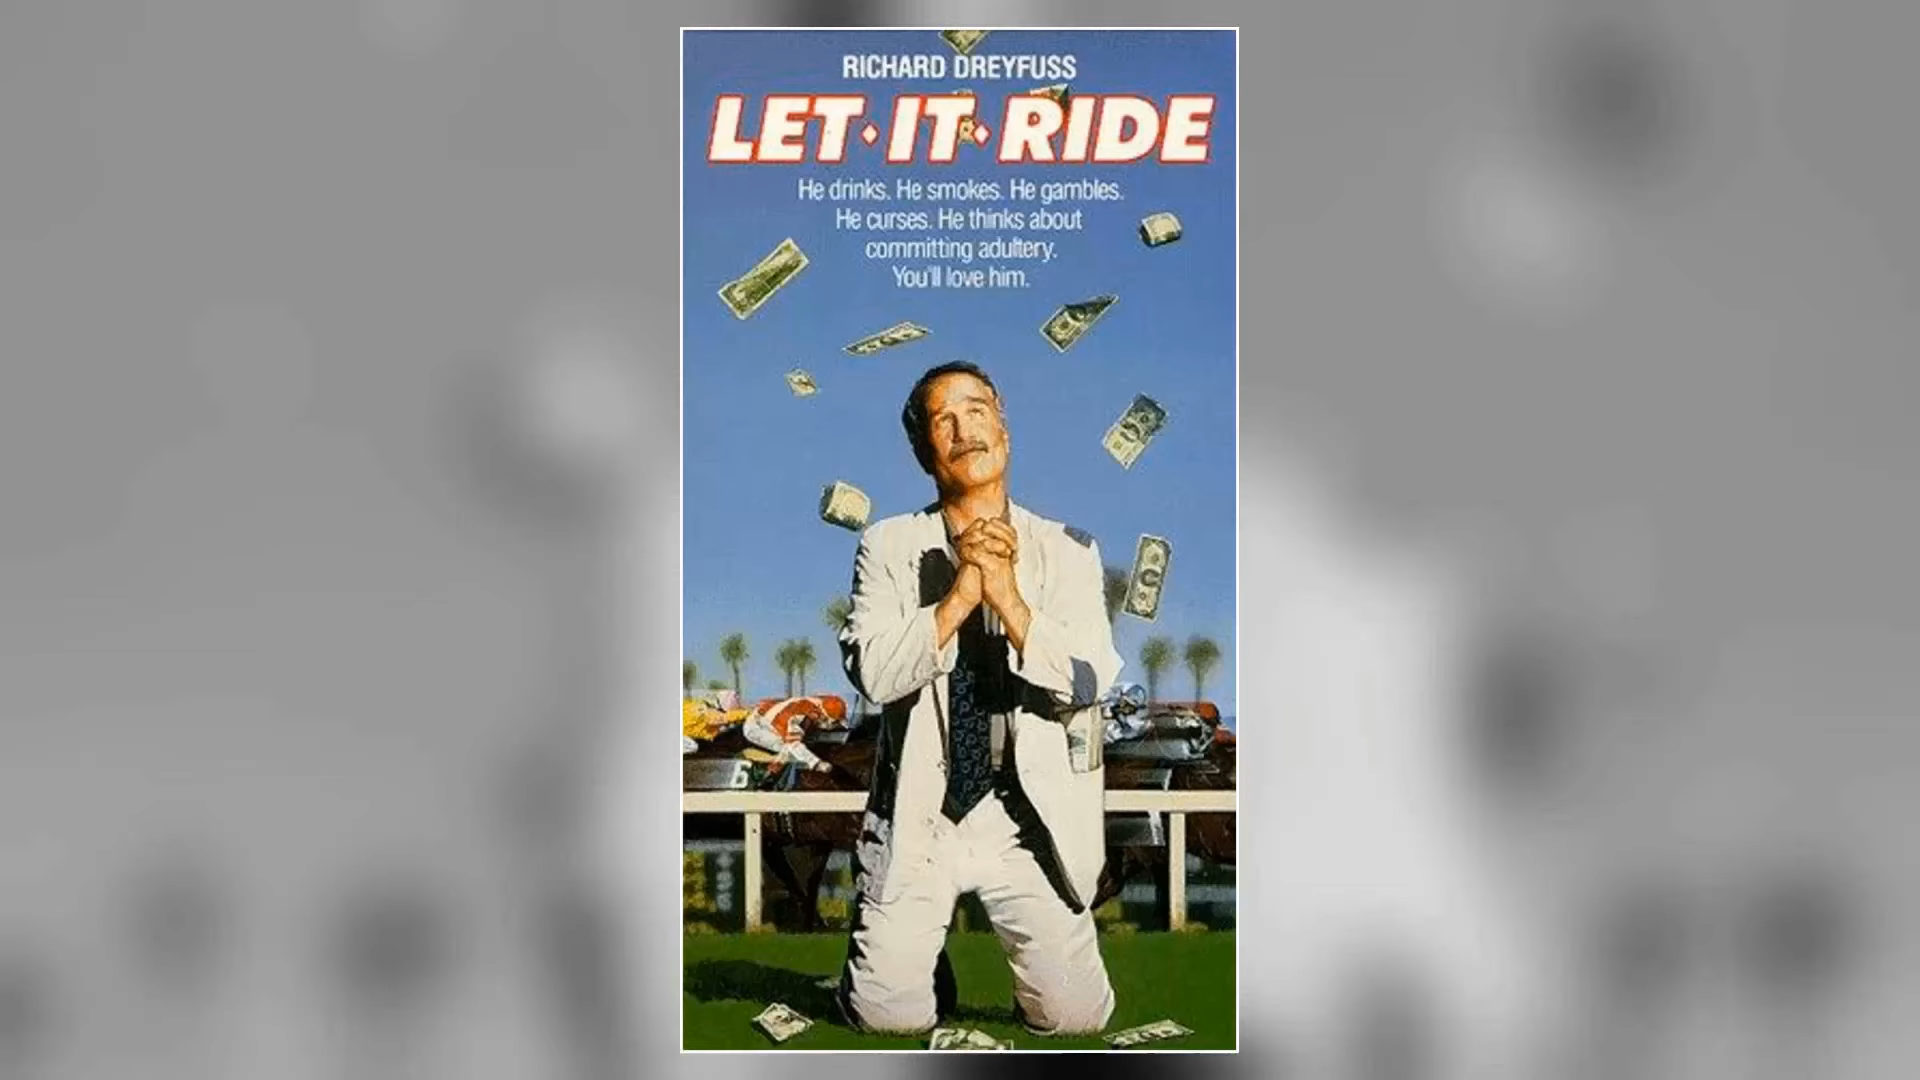 RICHARD DREYFUSS
LET·IT·RIDE
He drinks. He smokes. He gambles.
He curses. He thinks about
committing adultery.
You'll love him.
6